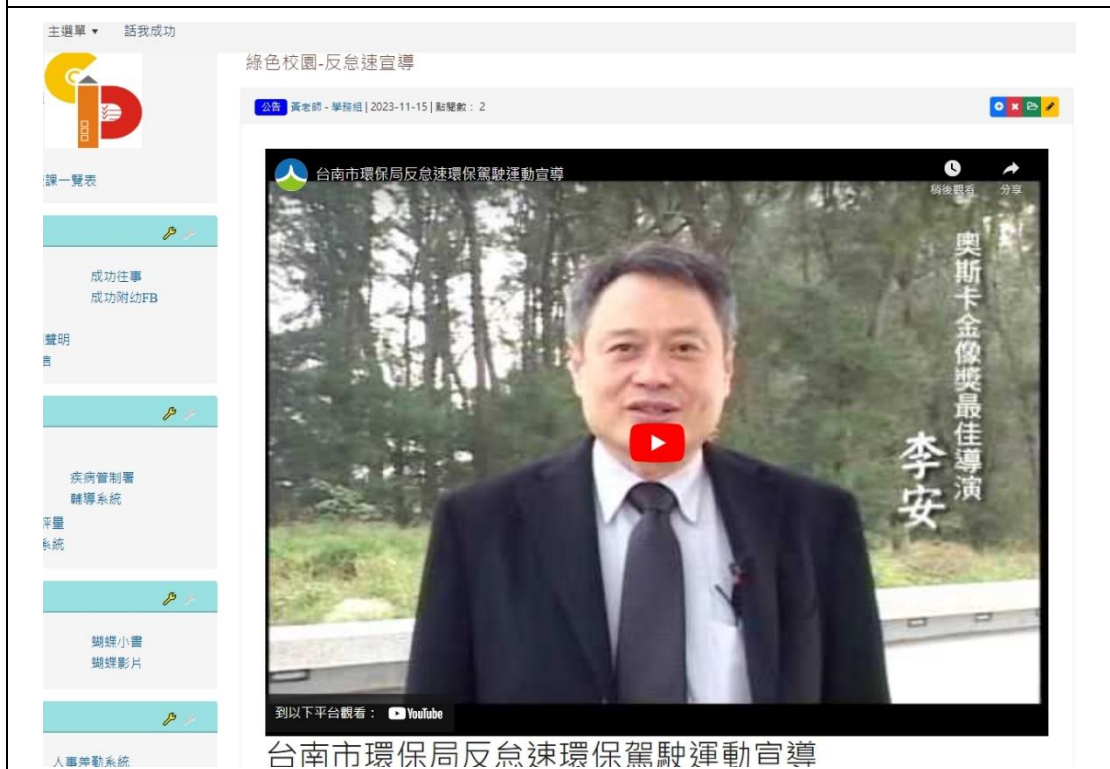 主選單 話我成功
綠色校園-反怠速宣導
公告 黃老師 - 學務組 | 2023-11-15 | 點閱數： 2
課一覽表
成功往事
成功附幼FB
聲明
疾病管制署
輔導系統
評量
系統
蝴蝶小書
蝴蝶影片
人事差勤系統
台南市環保局反怠速環保駕駛運動宣導
稍後觀看 分享
奧斯卡金像獎最佳導演
李安
到以下平台觀看： YouTube
台南市環保局反怠速環保駕駛運動宣導